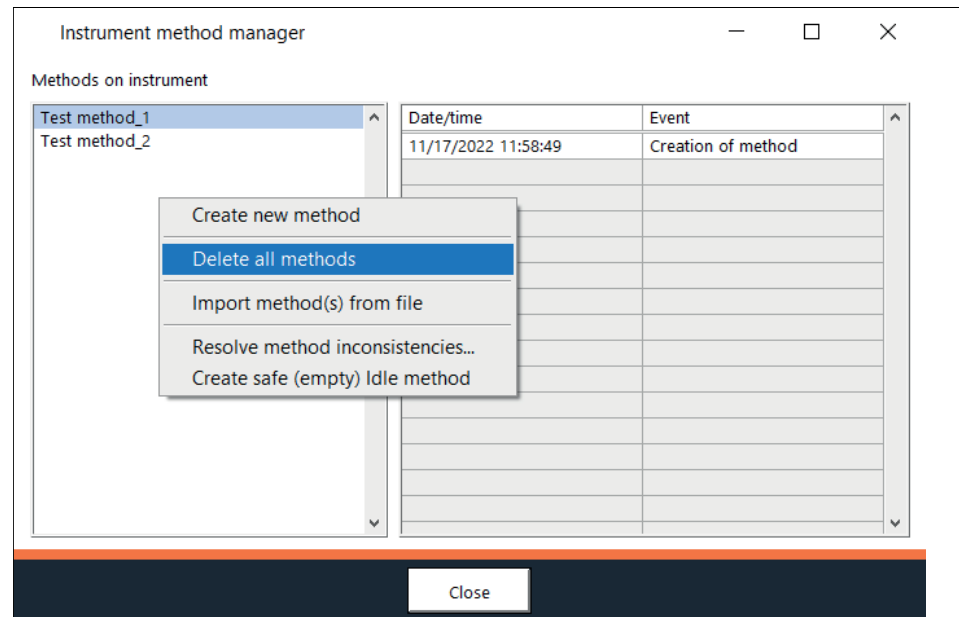 Instrument method manager
Methods on instrument
Test method_1
Test method_2
Date/time Event
11/17/2022 11:58:49 Creation of method
Create new method
Delete all methods
Import method(s) from file
Resolve method inconsistencies...
Create safe (empty) Idle method
Close